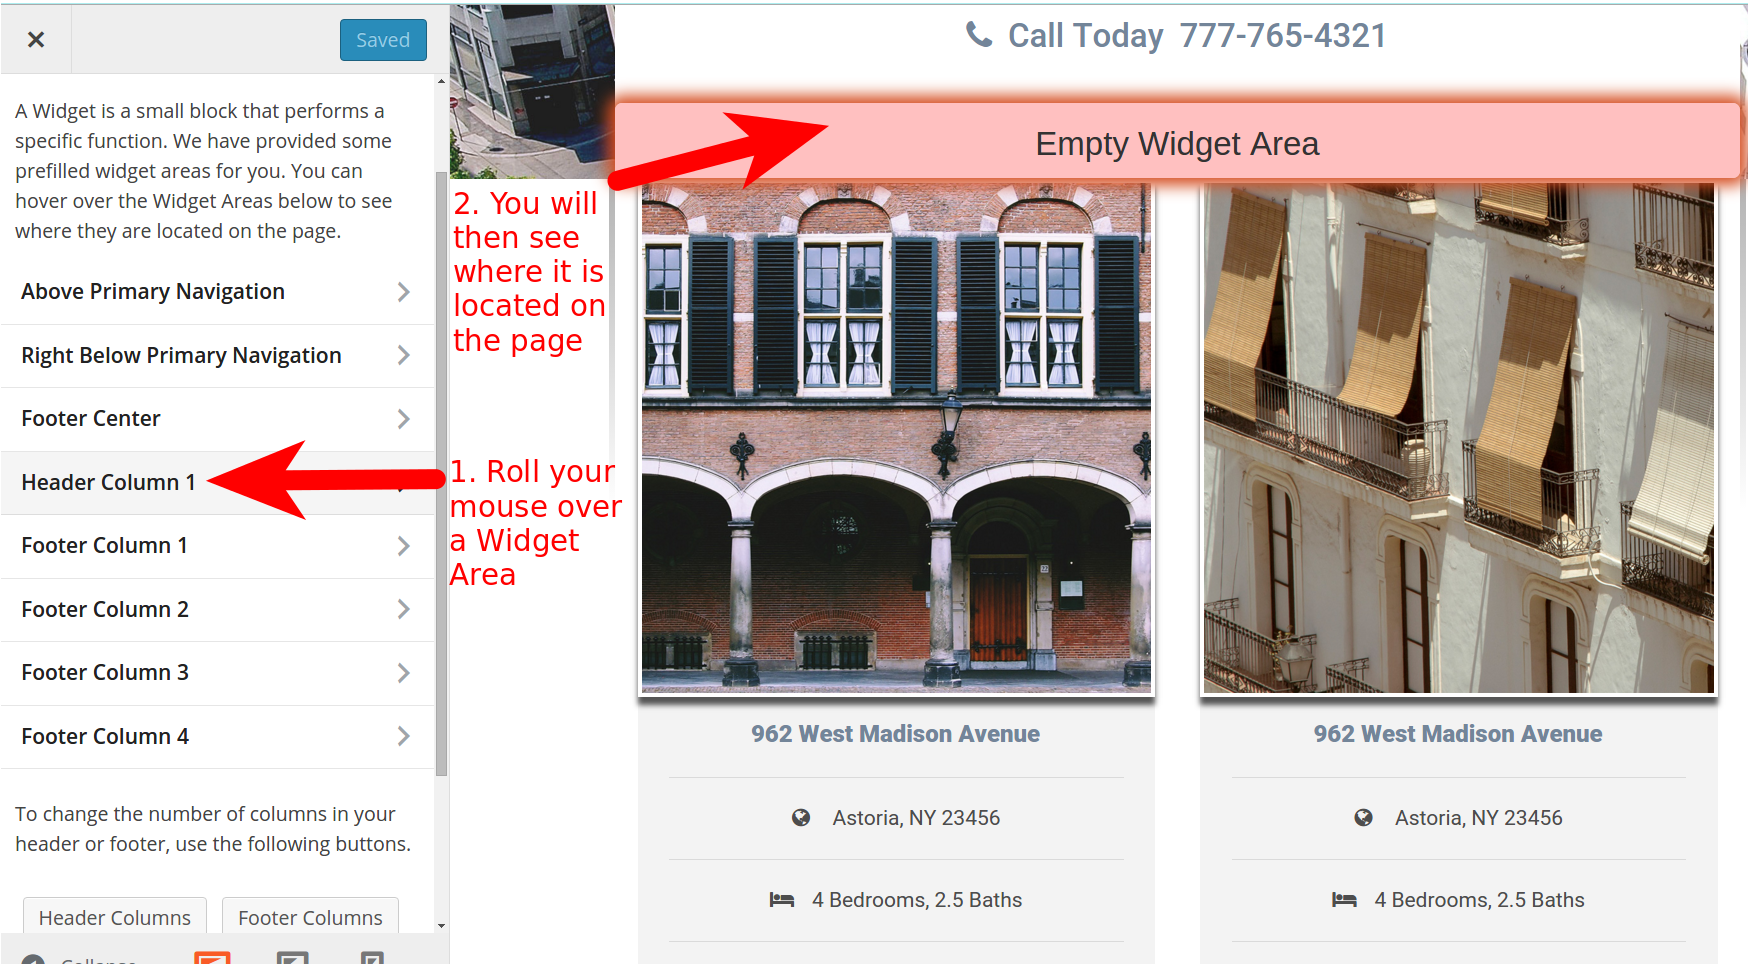 Saved
A Widget is a small block that performs a
specific function. We have provided some
prefilled widget areas for you. You can
hover over the Widget Areas below to see
where they are located on the page.
Above Primary Navigation
Right Below Primary Navigation
Footer Center
Header Column 1
Footer Column 1
Footer Column 2
Footer Column 3
Footer Column 4
To change the number of columns in your
header or footer, use the following buttons.
Header Columns
Footer Columns
Collapse
2. You will
then see
where it is
located on
the page
1. Roll your
mouse over
a Widget
Area
Call Today 777-765-4321
Empty Widget Area
22
962 West Madison Avenue
Astoria, NY 23456
4 Bedrooms, 2.5 Baths
962 West Madison Avenue
Astoria, NY 23456
4 Bedrooms, 2.5 Baths